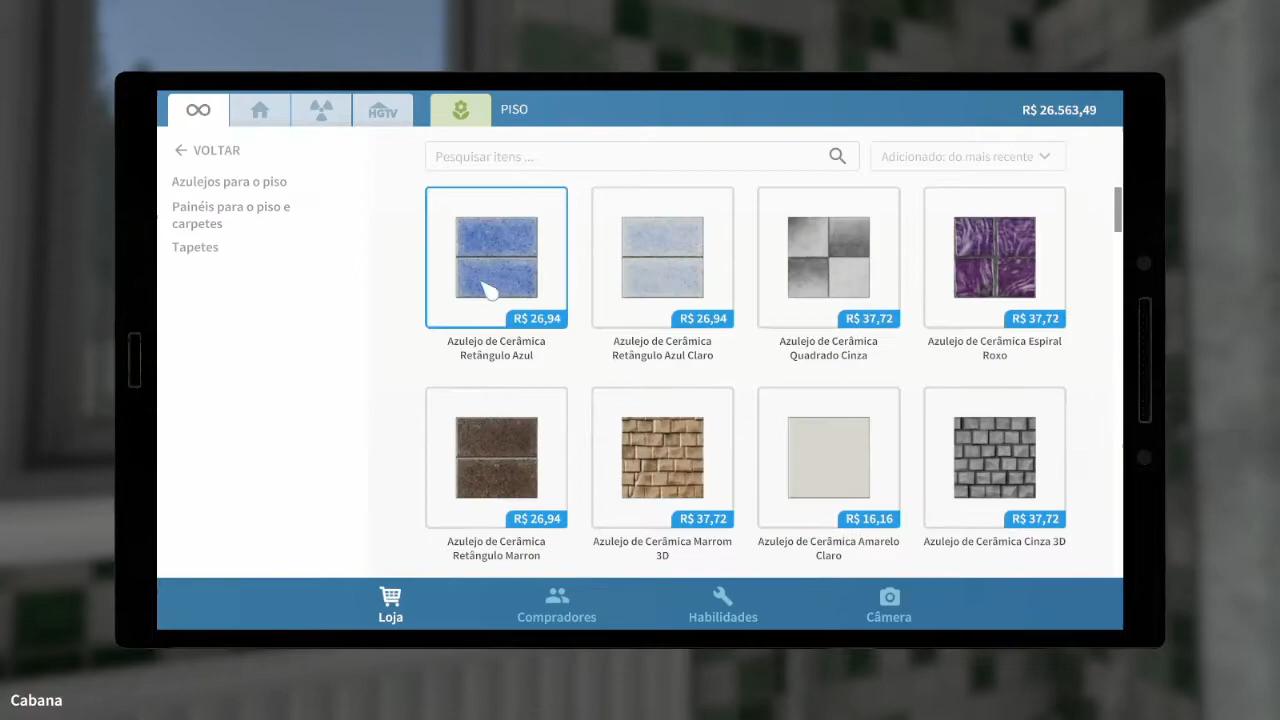 HGTV
PISO
R$ 26.563,49
VOLTAR
Azulejos para o piso
Painéis para o piso e
carpetes
Tapetes
Pesquisar itens ...
Adicionado: do mais recente
R$ 26,94
R$ 26,94
R$ 37,72
R$ 37,72
Azulejo de Cerâmica
Retângulo Azul
Azulejo de Cerâmica
Retângulo Azul Claro
Azulejo de Cerâmica
Quadrado Cinza
Azulejo de Cerâmica Espiral
Roxo
R$ 26,94
R$ 37,72
R$ 16,16
R$ 37,72
Azulejo de Cerâmica
Retângulo Marron
Azulejo de Cerâmica Marrom
3D
Azulejo de Cerâmica Amarelo
Claro
Azulejo de Cerâmica Cinza 3D
Loja
Compradores
Habilidades
Câmera
Cabana